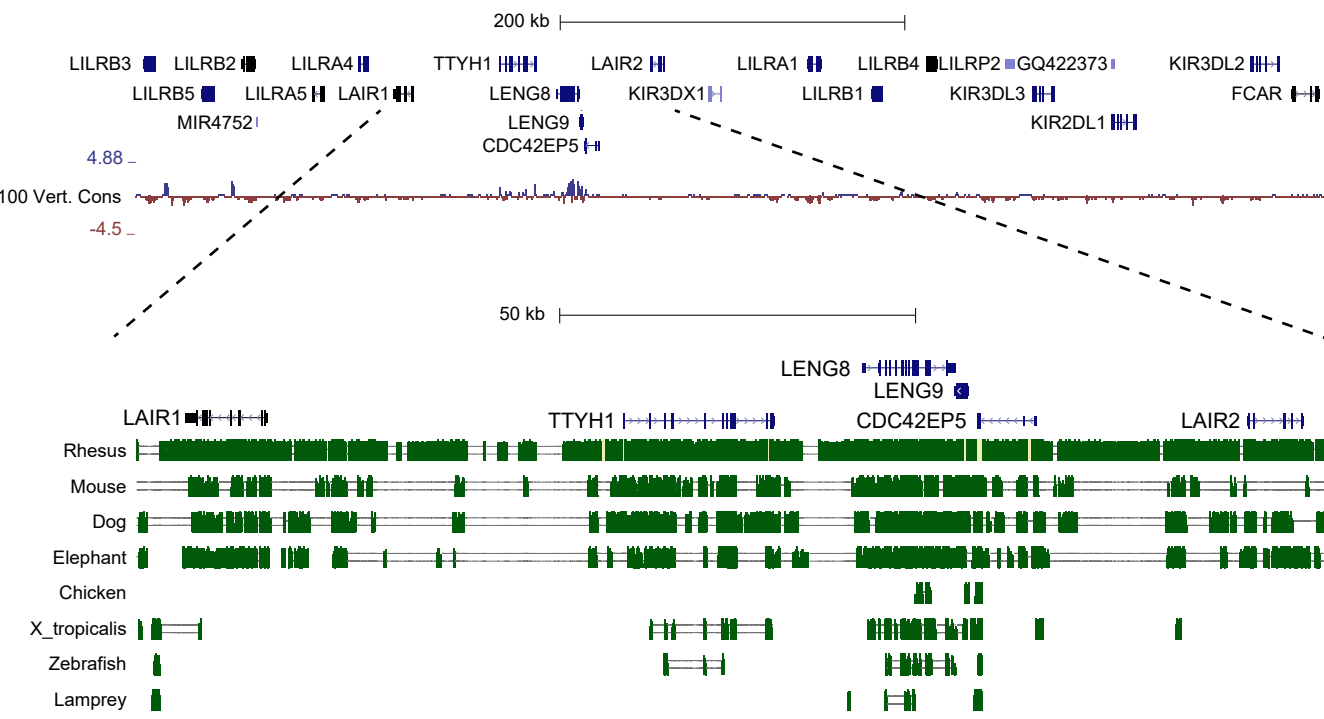 200 kb
LILRB3 LILRB2 LILRA4 TTYH1 LAIR2 LILRA1 LILRB4 LILRP2 GQ422373 KIR3DL2
LILRB5 LILRA5 LAIR1 LENG8 KIR3DX1 LILRB1 KIR3DL3 FCAR
MIR4752 LENG9 KIR2DL1
CDC42EP5
4.88
100 Vert. Cons
-4.5
50 kb
LENG8
LENG9
LAIR1 TTYH1 CDC42EP5 LAIR2
Rhesus
Mouse
Dog
Elephant
Chicken
X_tropicalis
Zebrafish
Lamprey